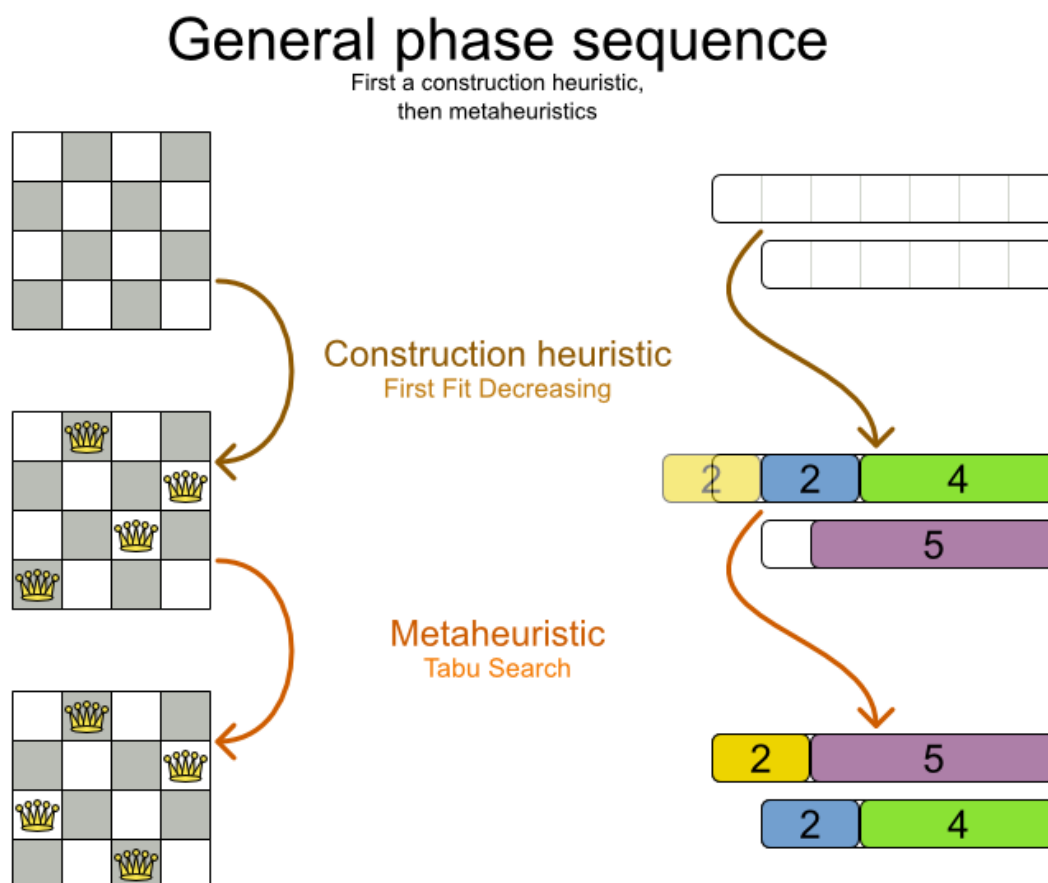 General phase sequence
First a construction heuristic,
then metaheuristics
Construction heuristic
First Fit Decreasing
2 2 4
5
Metaheuristic
Tabu Search
2 5
2 4